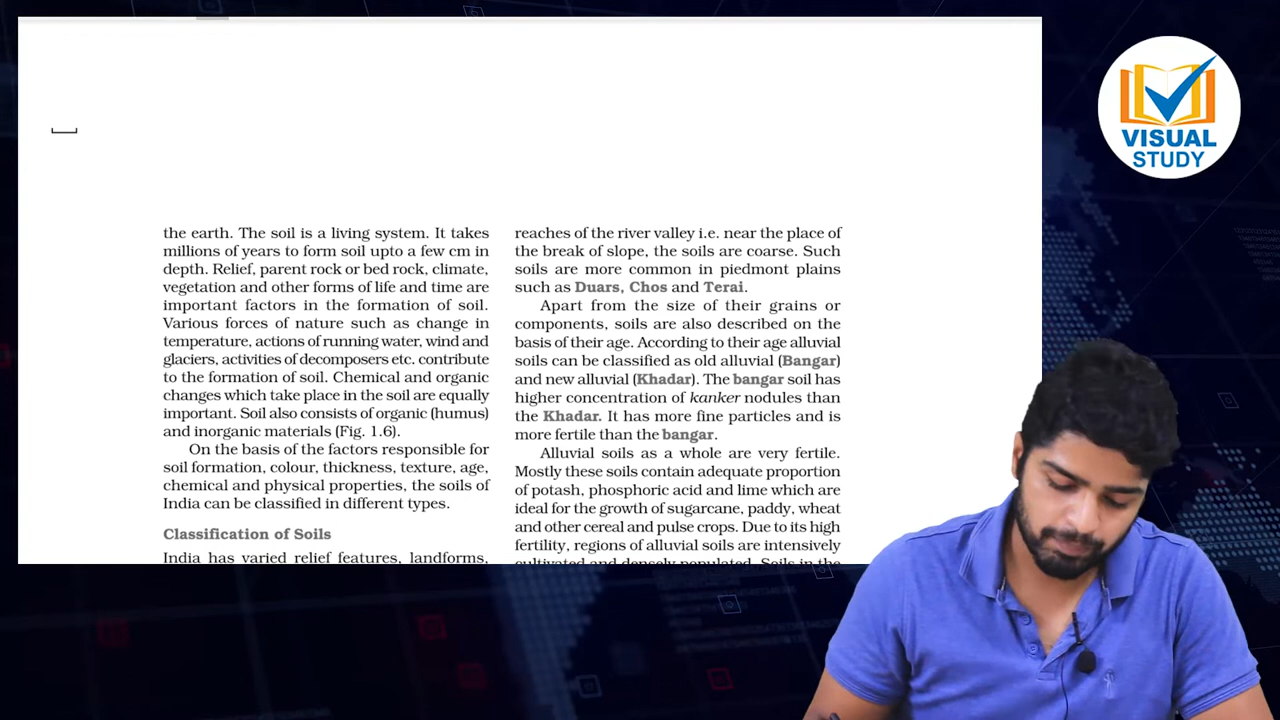 the earth. The soil is a living system. It takes
millions of years to form soil upto a few cm in
depth. Relief, parent rock or bed rock, climate,
vegetation and other forms of life and time are
important factors in the formation of soil.
Various forces of nature such as change in
temperature, actions of running water, wind and
glaciers, activities of decomposers etc. contribute
to the formation of soil. Chemical and organic
changes which take place in the soil are equally
important. Soil also consists of organic (humus)
and inorganic materials (Fig. 1.6).
On the basis of the factors responsible for
soil formation, colour, thickness, texture, age,
chemical and physical properties, the soils of
India can be classified in different types.
Classification of Soils
India has varied relief features, landforms,
reaches of the river valley i.e. near the place of
the break of slope, the soils are coarse. Such
soils are more common in piedmont plains
such as Duars, Chos and Terai.
Apart from the size of their grains or
components, soils are also described on the
basis of their age. According to their age alluvial
soils can be classified as old alluvial (Bangar)
and new alluvial (Khadar). The bangar soil has
higher concentration of kanker nodules than
the Khadar. It has more fine particles and is
more fertile than the bangar.
Alluvial soils as a whole are very fertile.
Mostly these soils contain adequate proportion
of potash, phosphoric acid and lime which are
ideal for the growth of sugarcane, paddy, wheat
and other cereal and pulse crops. Due to its high
fertility, regions of alluvial soils are intensively
cultivated and densely populated. Soils in the
VISUAL
STUDY